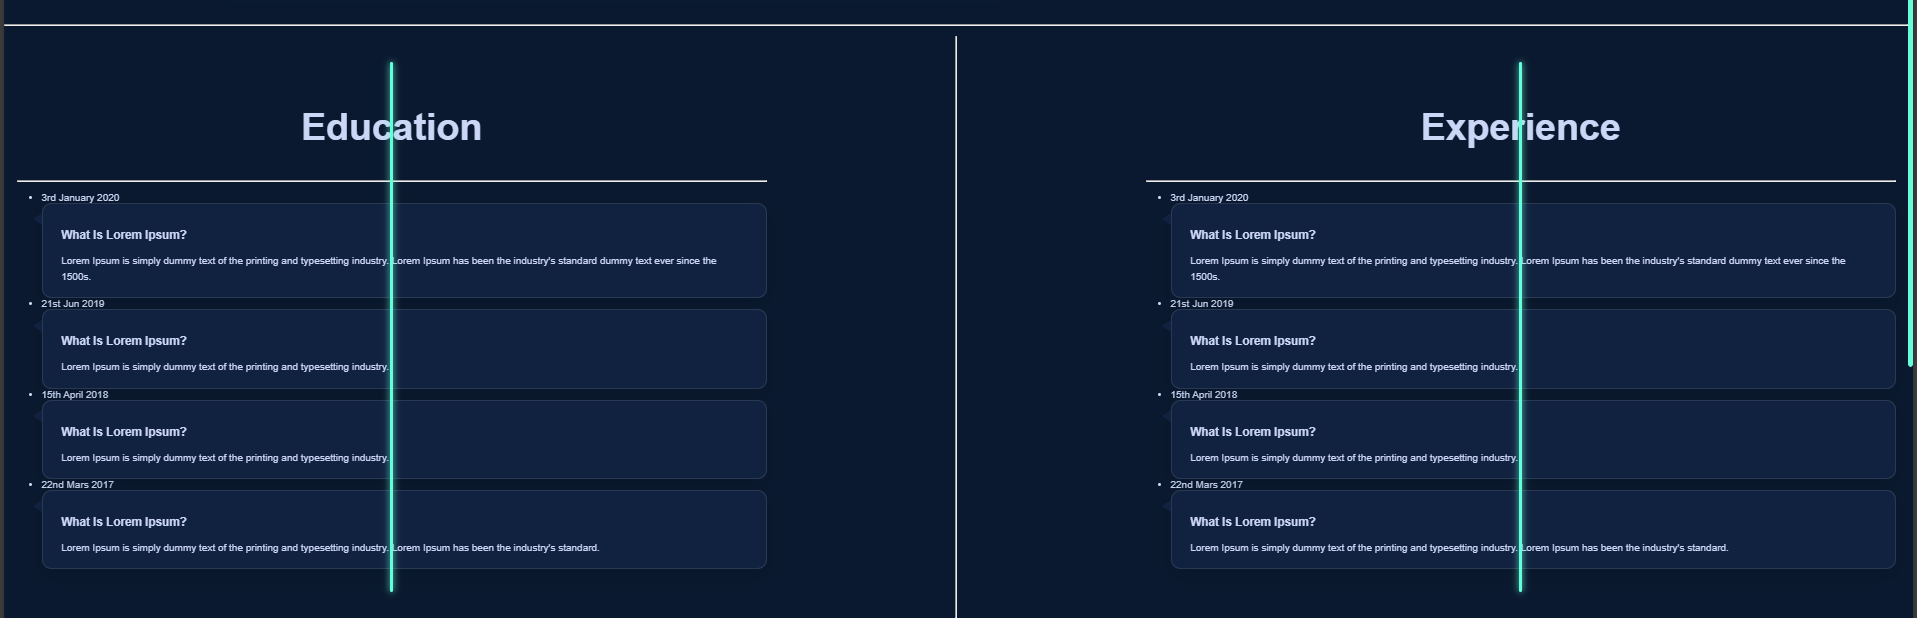 Education
3rd January 2020
What Is Lorem Ipsum?
Lorem Ipsum is simply dummy text of the printing and typesetting industry. Lorem Ipsum has been the industry's standard dummy text ever since the
1500s.
21st Jun 2019
What Is Lorem Ipsum?
Lorem Ipsum is simply dummy text of the printing and typesetting industry.
15th April 2018
What Is Lorem Ipsum?
Lorem Ipsum is simply dummy text of the printing and typesetting industry.
22nd Mars 2017
What Is Lorem Ipsum?
Lorem Ipsum is simply dummy text of the printing and typesetting industry. Lorem Ipsum has been the industry's standard.
Experience
3rd January 2020
What Is Lorem Ipsum?
Lorem Ipsum is simply dummy text of the printing and typesetting industry. Lorem Ipsum has been the industry's standard dummy text ever since the
1500s.
21st Jun 2019
What Is Lorem Ipsum?
Lorem Ipsum is simply dummy text of the printing and typesetting industry.
15th April 2018
What Is Lorem Ipsum?
Lorem Ipsum is simply dummy text of the printing and typesetting industry.
22nd Mars 2017
What Is Lorem Ipsum?
Lorem Ipsum is simply dummy text of the printing and typesetting industry. Lorem Ipsum has been the industry's standard.